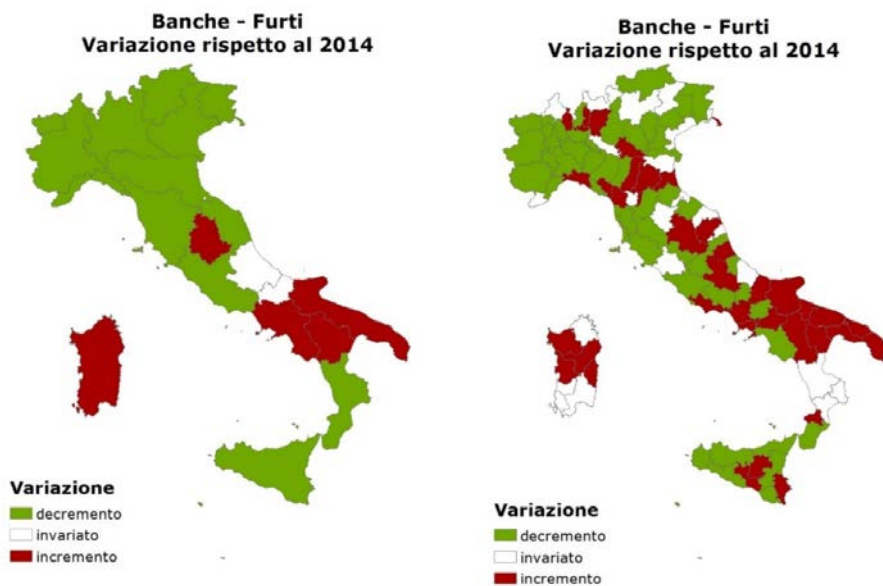 Banche - Furti
Variazione rispetto al 2014
Variazione
decremento
invariato
incremento
Banche - Furti
Variazione rispetto al 2014
Variazione
decremento
invariato
incremento